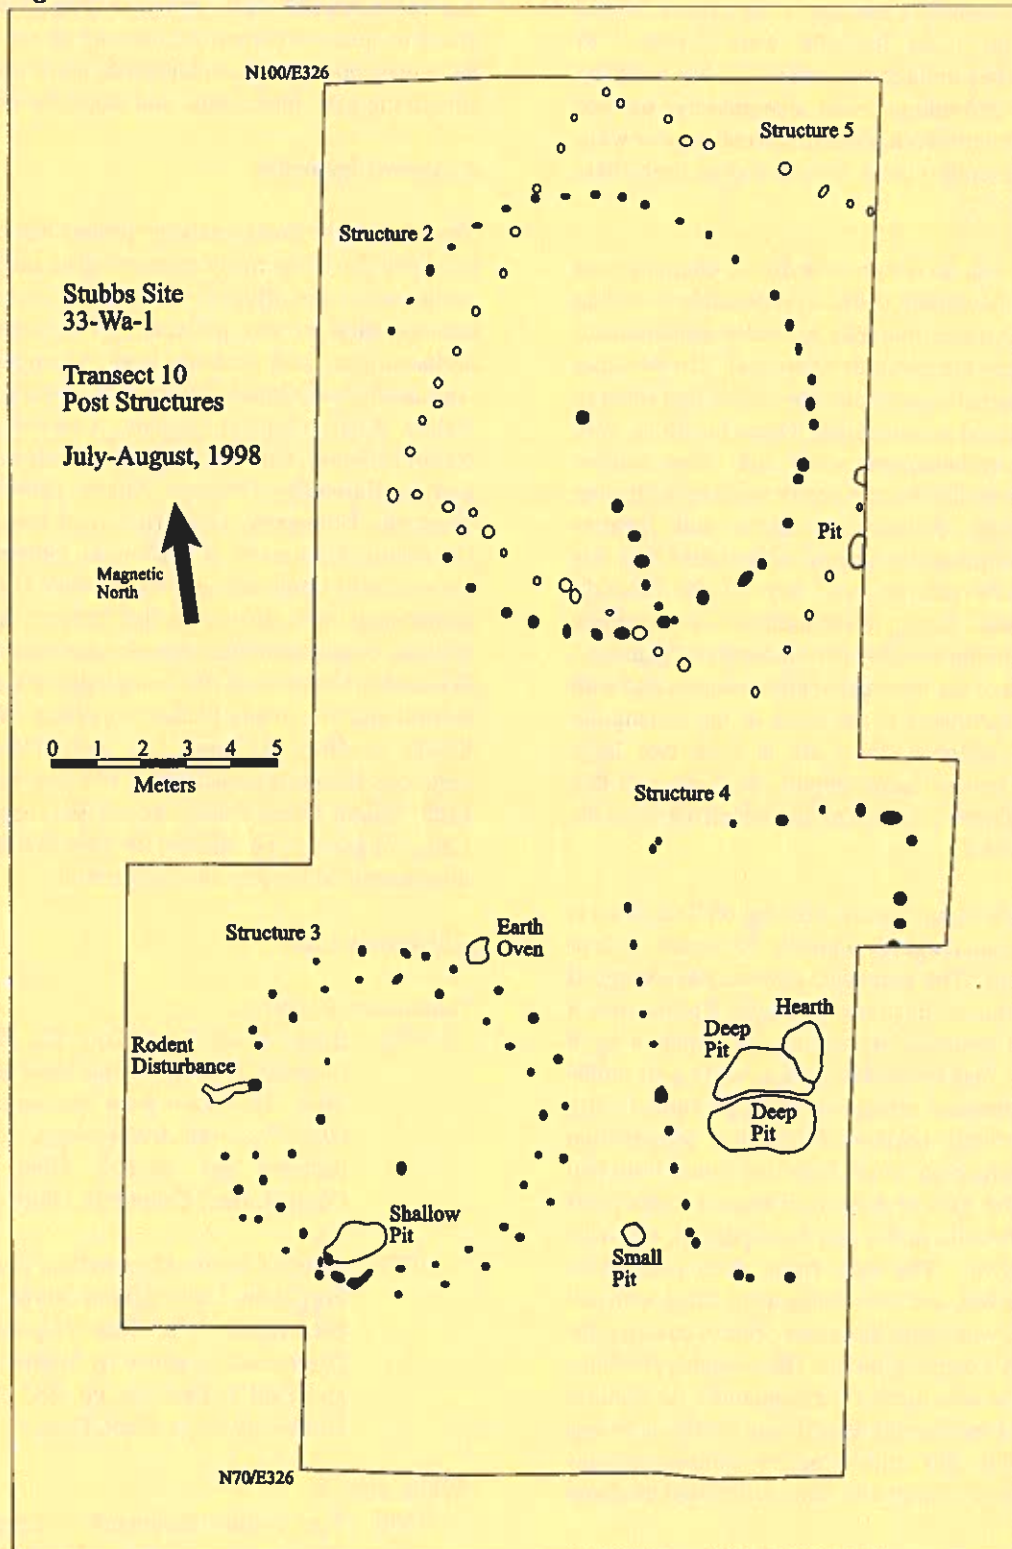 N100/E326
Structure 5
Structure 2
Stubbs Site
33-Wa-1
Transect 10
Post Structures
July-August, 1998
Magnetic
North
Pit
0 1 2 3 4 5
Meters
Structure 4
Structure 3
Earth
Oven
Hearth
Deep
Pit
Rodent
Disturbance
Deep
Pit
Shallow
Pit
Small
Pit
N70/E326